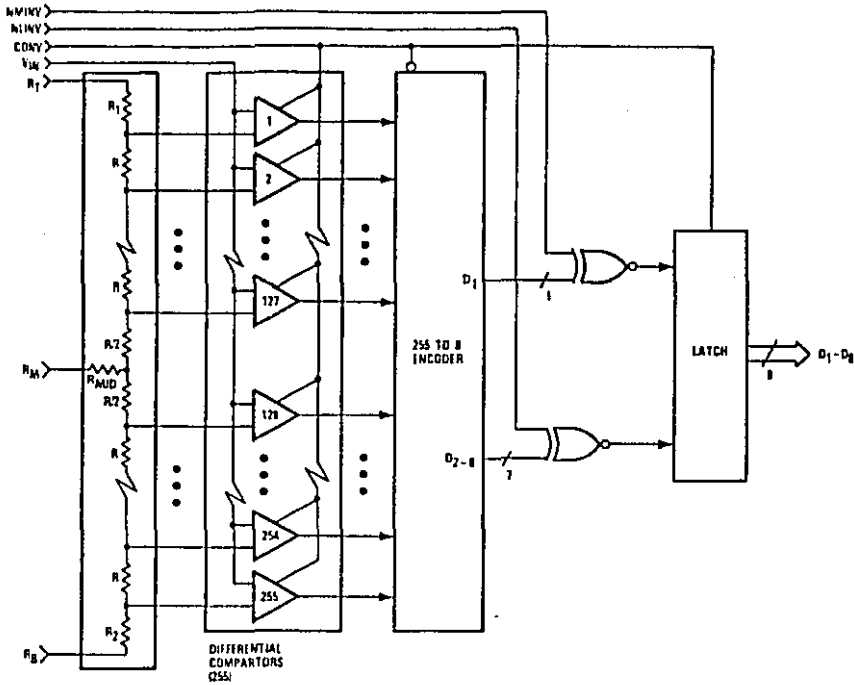 NMINV
NLINV
CONV
VIN
RT
R1
R
R
R/2
RM
RMID
R/2
R
R
R2
RB
1
2
127
128
254
255
DIFFERENTIAL
COMPARTORS
(255)
255 TO 8
ENCODER
D1
1
D2-8
7
LATCH
8
D1-D8